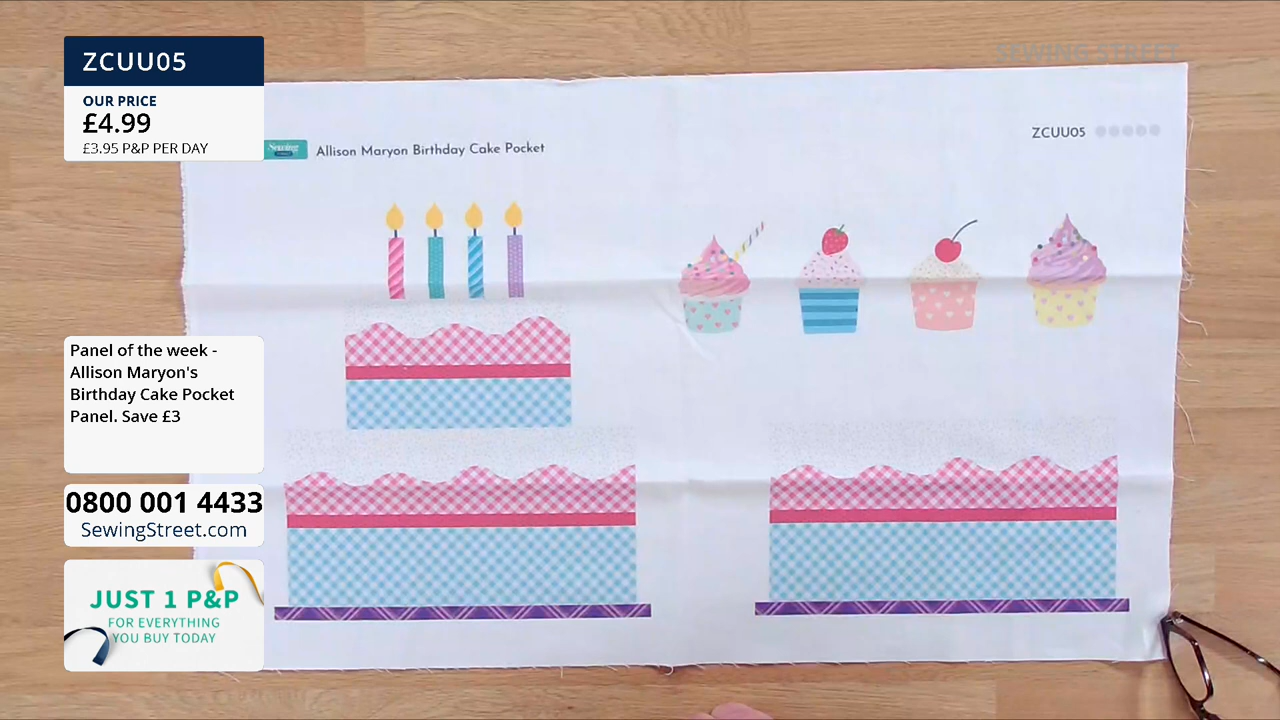 ZCUU05
OUR PRICE
£4.99
£3.95 P&P PER DAY
SEWING STREET
Sewing
Allison Maryon Birthday Cake Pocket
ZCUU05
Panel of the week -
Allison Maryon's
Birthday Cake Pocket
Panel. Save £3
0800 001 4433
SewingStreet.com
JUST 1 P&P
FOR EVERYTHING
YOU BUY TODAY